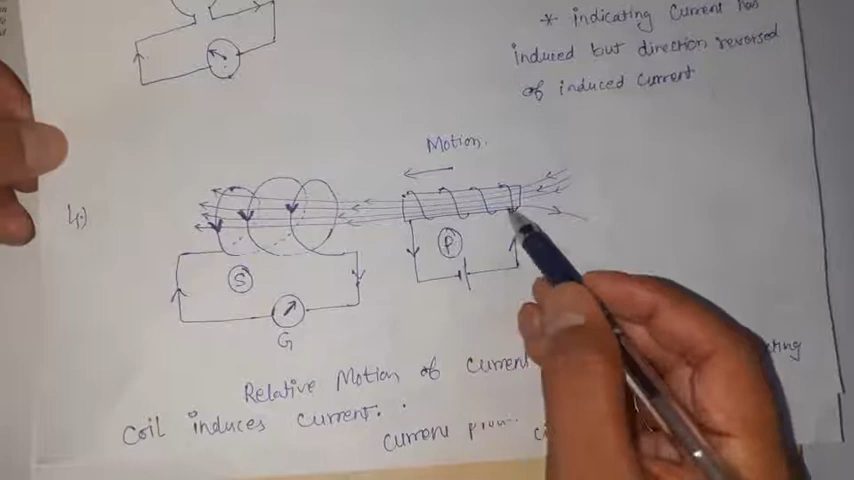 * indicating Current has
induced but direction reversed
of induced current
Motion.
4.)
P
S
G
Relative Motion of Current
Coil induces current.
current